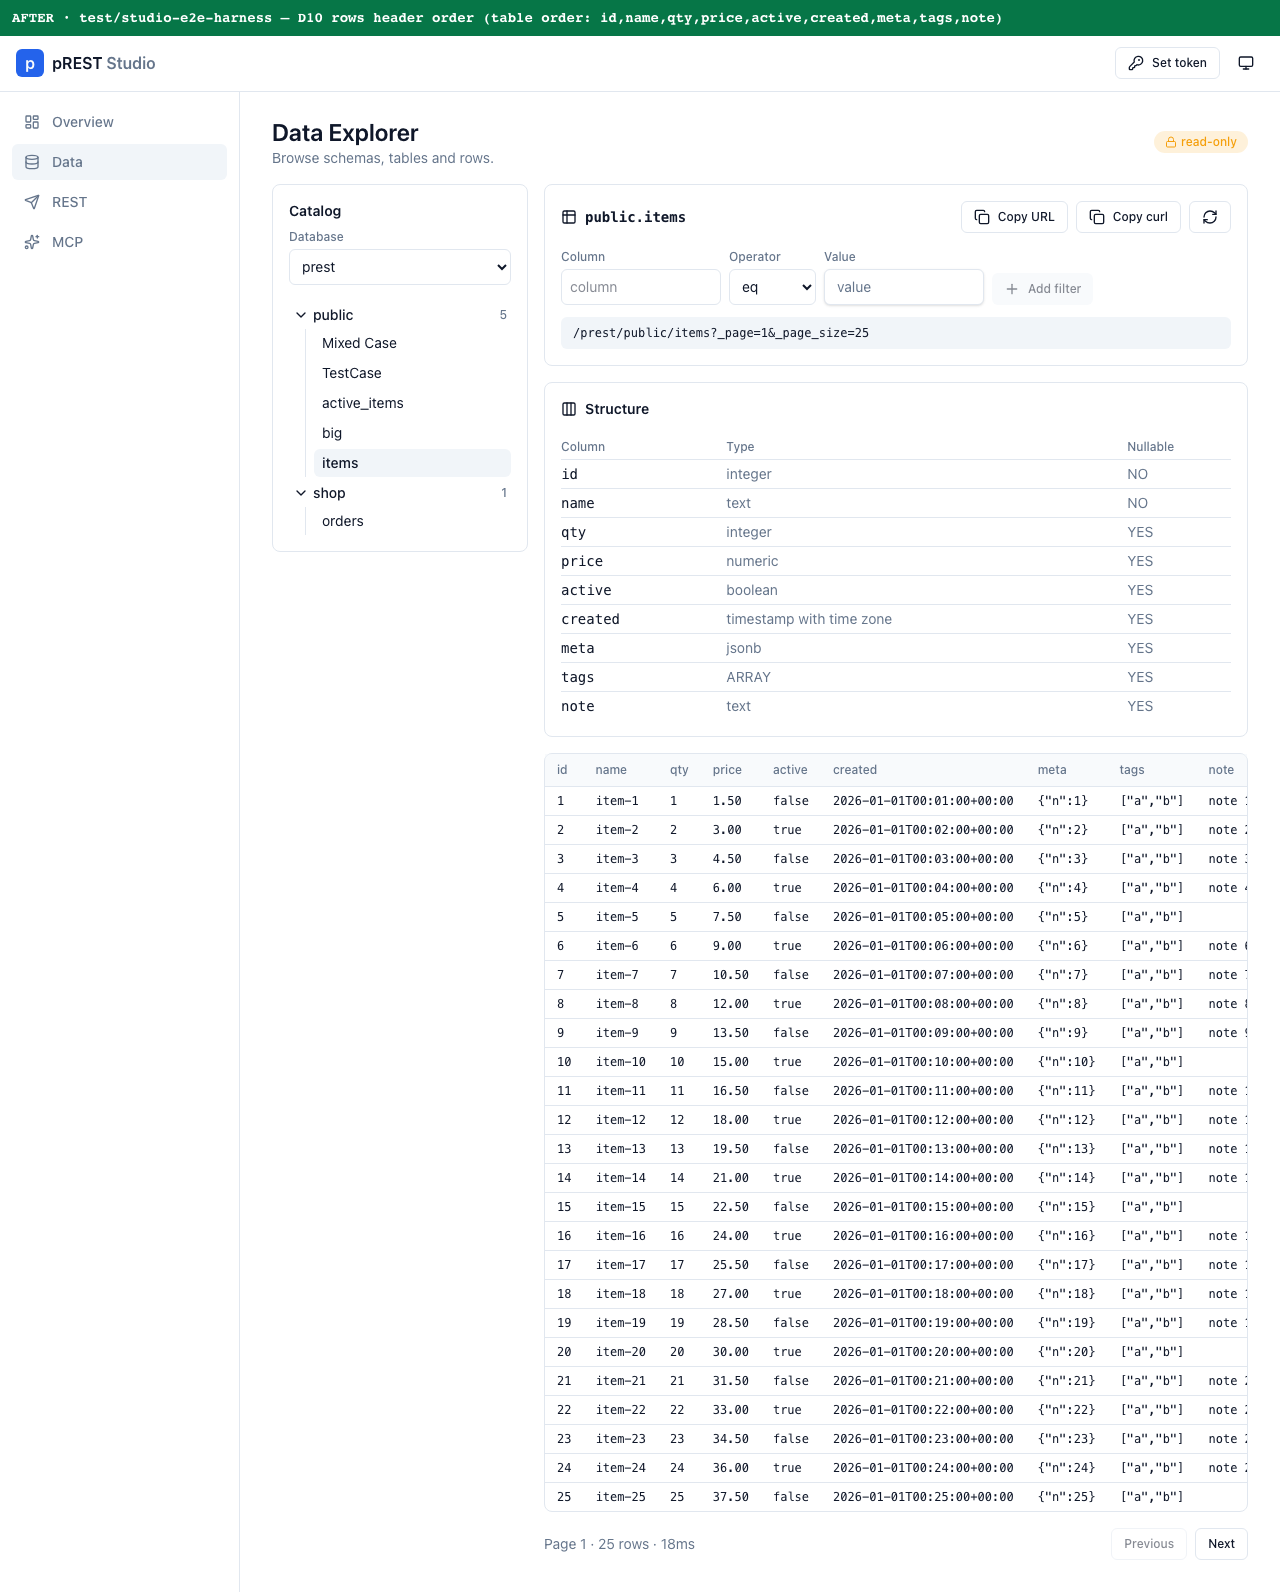 AFTER · test/studio-e2e-harness — D10 rows header order (table order: id,name,qty,price,active,created,meta,tags,note)
p pREST Studio
Set token
Overview
Data
REST
MCP
Data Explorer
Browse schemas, tables and rows.
read-only
Catalog
Database
prest
public 5
Mixed Case
TestCase
active_items
big
items
shop 1
orders
public.items
Copy URL
Copy curl
Column Operator Value
column eq value Add filter
/prest/public/items?_page=1&_page_size=25
Structure
Column Type Nullable
id integer NO
name text NO
qty integer YES
price numeric YES
active boolean YES
created timestamp with time zone YES
meta jsonb YES
tags ARRAY YES
note text YES
id name qty price active created meta tags note
1 item-1 1 1.50 false 2026-01-01T00:01:00+00:00 {"n":1} ["a","b"] note
2 item-2 2 3.00 true 2026-01-01T00:02:00+00:00 {"n":2} ["a","b"] note
3 item-3 3 4.50 false 2026-01-01T00:03:00+00:00 {"n":3} ["a","b"] note
4 item-4 4 6.00 true 2026-01-01T00:04:00+00:00 {"n":4} ["a","b"] note
5 item-5 5 7.50 false 2026-01-01T00:05:00+00:00 {"n":5} ["a","b"]
6 item-6 6 9.00 true 2026-01-01T00:06:00+00:00 {"n":6} ["a","b"] note
7 item-7 7 10.50 false 2026-01-01T00:07:00+00:00 {"n":7} ["a","b"] note
8 item-8 8 12.00 true 2026-01-01T00:08:00+00:00 {"n":8} ["a","b"] note
9 item-9 9 13.50 false 2026-01-01T00:09:00+00:00 {"n":9} ["a","b"] note
10 item-10 10 15.00 true 2026-01-01T00:10:00+00:00 {"n":10} ["a","b"]
11 item-11 11 16.50 false 2026-01-01T00:11:00+00:00 {"n":11} ["a","b"] note
12 item-12 12 18.00 true 2026-01-01T00:12:00+00:00 {"n":12} ["a","b"] note
13 item-13 13 19.50 false 2026-01-01T00:13:00+00:00 {"n":13} ["a","b"] note
14 item-14 14 21.00 true 2026-01-01T00:14:00+00:00 {"n":14} ["a","b"] note
15 item-15 15 22.50 false 2026-01-01T00:15:00+00:00 {"n":15} ["a","b"]
16 item-16 16 24.00 true 2026-01-01T00:16:00+00:00 {"n":16} ["a","b"] note
17 item-17 17 25.50 false 2026-01-01T00:17:00+00:00 {"n":17} ["a","b"] note
18 item-18 18 27.00 true 2026-01-01T00:18:00+00:00 {"n":18} ["a","b"] note
19 item-19 19 28.50 false 2026-01-01T00:19:00+00:00 {"n":19} ["a","b"] note
20 item-20 20 30.00 true 2026-01-01T00:20:00+00:00 {"n":20} ["a","b"]
21 item-21 21 31.50 false 2026-01-01T00:21:00+00:00 {"n":21} ["a","b"] note
22 item-22 22 33.00 true 2026-01-01T00:22:00+00:00 {"n":22} ["a","b"] note
23 item-23 23 34.50 false 2026-01-01T00:23:00+00:00 {"n":23} ["a","b"] note
24 item-24 24 36.00 true 2026-01-01T00:24:00+00:00 {"n":24} ["a","b"] note
25 item-25 25 37.50 false 2026-01-01T00:25:00+00:00 {"n":25} ["a","b"]
Page 1 · 25 rows · 18ms
Previous
Next